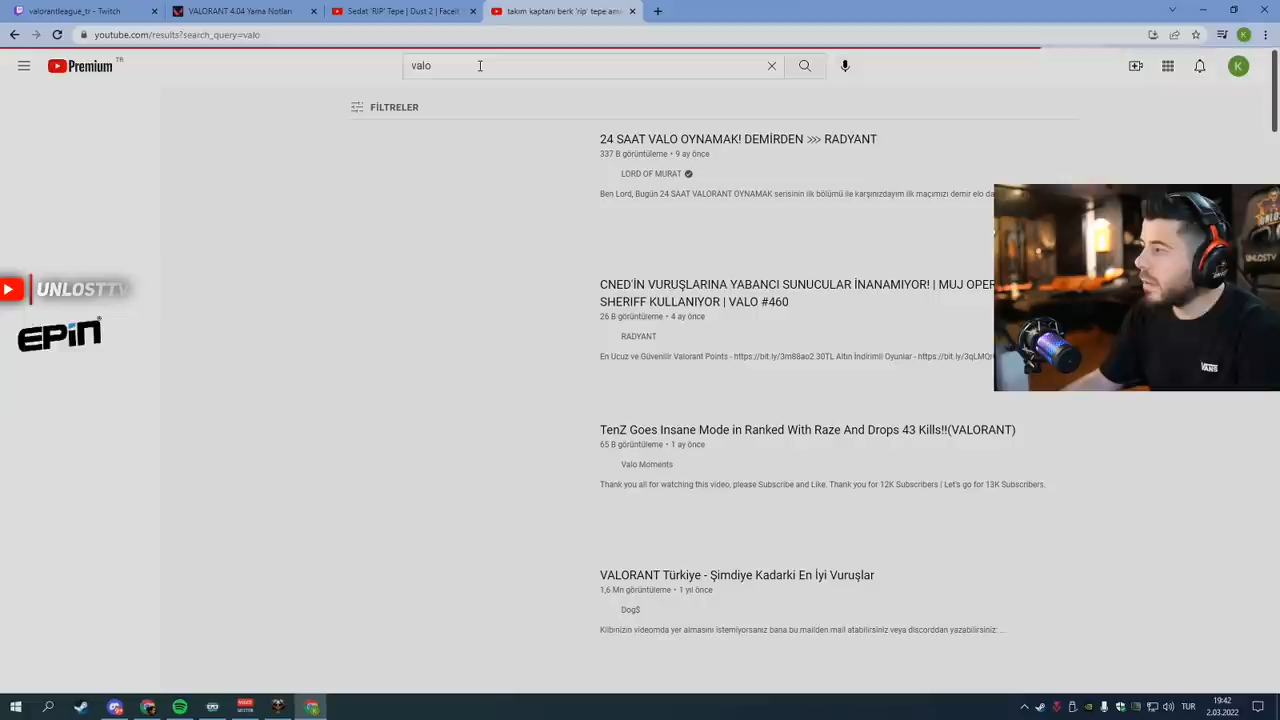 valorantleague_tr - Twitch
VALORANT 4.04 Yama Notları
Sedat 'RIP' Tepe | Dust 2 | Faceit
takım kaptanı berk 'rip' tepe
youtube.com/results?search_query=valo
Premium TR
valo
K
FİLTRELER
24 SAAT VALO OYNAMAK! DEMİRDEN >>> RADYANT
337 B görüntüleme • 9 ay önce
LORD OF MURAT
Ben Lord, Bugün 24 SAAT VALORANT OYNAMAK serisinin ilk bölümü ile karşınızdayım ilk maçımızı demir elo da
CNED'İN VURUŞLARINA YABANCI SUNUCULAR İNANAMIYOR! | MUJ OPER
SHERIFF KULLANIYOR | VALO #460
26 B görüntüleme • 4 ay önce
RADYANT
En Ucuz ve Güvenilir Valorant Points - https://bit.ly/3m88ao2.30TL Altın İndirimli Oyunlar - https://bit.ly/3qLMQr
UNLOSTTV
EPİN
UNLOSTV
VANS
TenZ Goes Insane Mode in Ranked With Raze And Drops 43 Kills!!(VALORANT)
65 B görüntüleme • 1 ay önce
Valo Moments
Thank you all for watching this video, please Subscribe and Like. Thank you for 12K Subscribers ! Let's go for 13K Subscribers.
VALORANT Türkiye - Şimdiye Kadarki En İyi Vuruşlar
1,6 Mn görüntüleme • 1 yıl önce
Dog$
Klibinizin videomda yer almasını istemiyorsanız bana bu mailden mail atabilirsiniz veya discorddan yazabilirsiniz: ...
TUR
19:42
2.03.2022